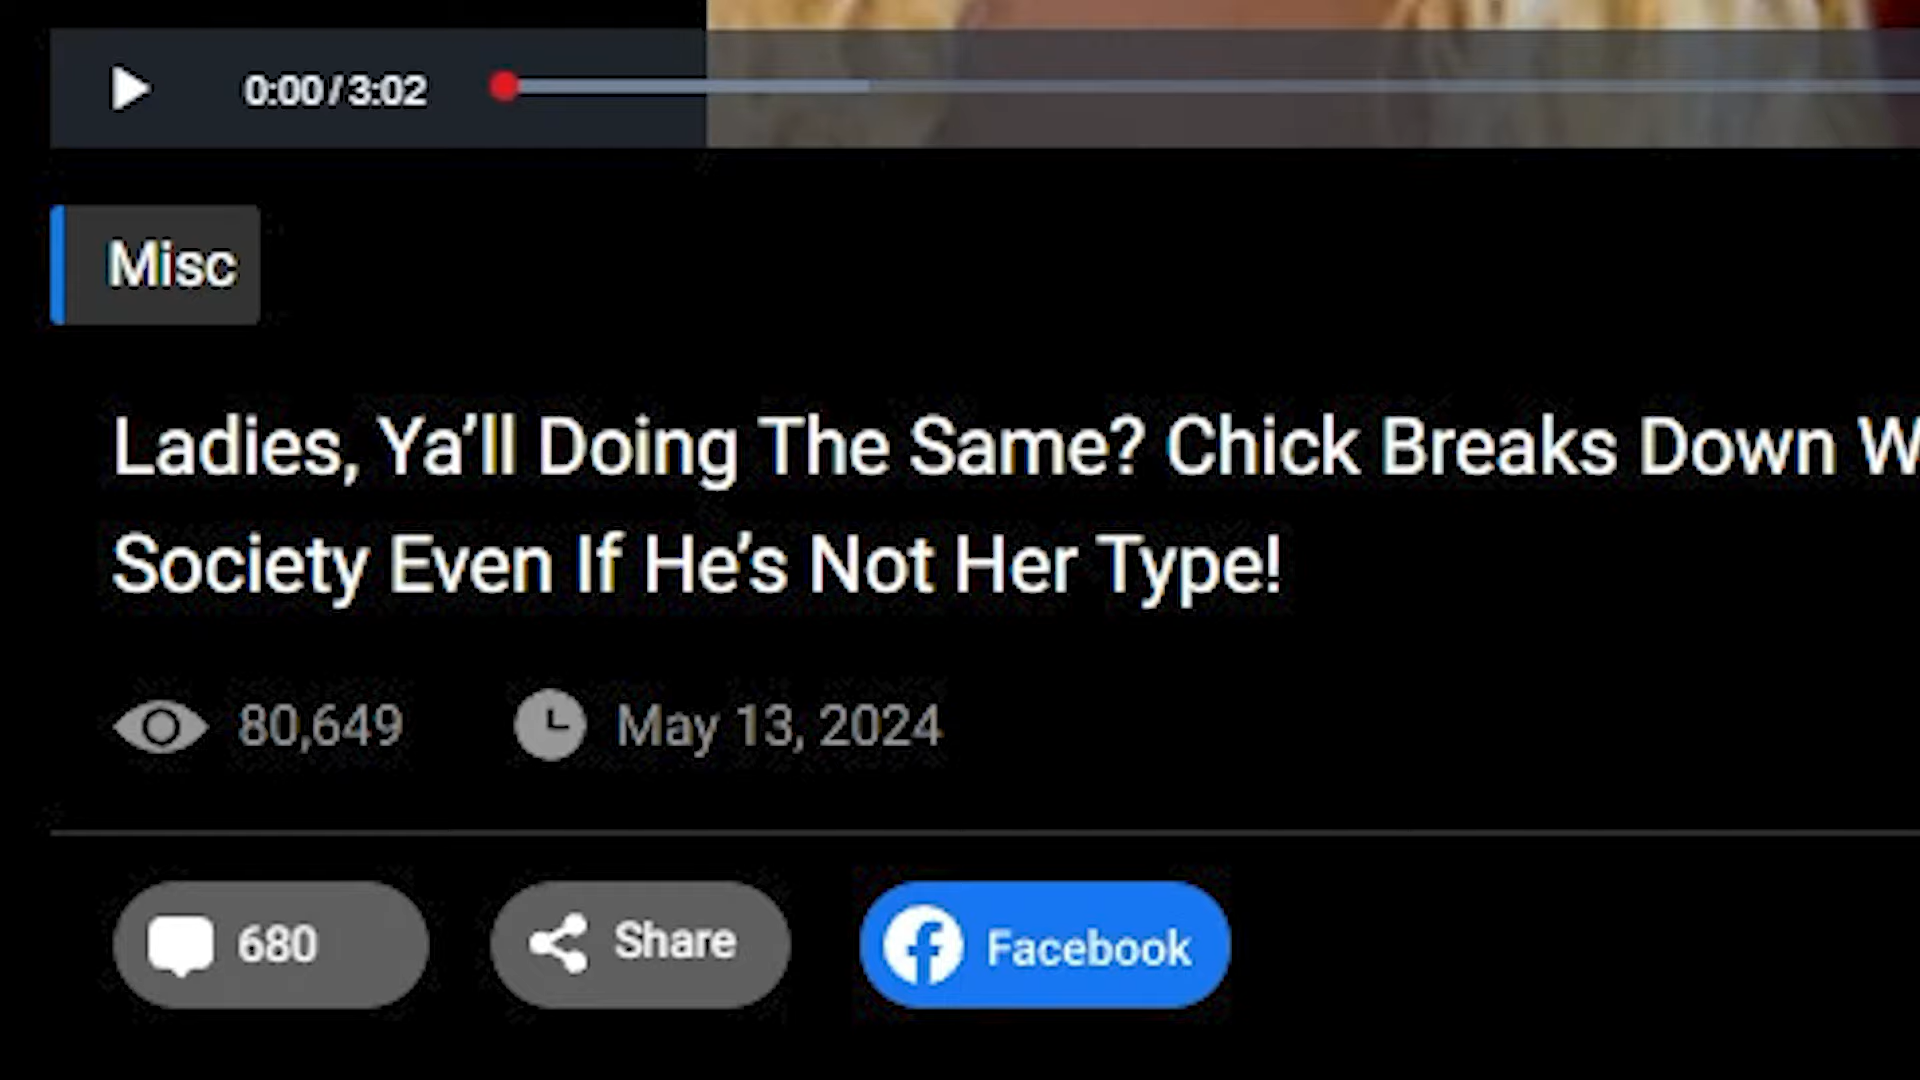 0:00/3:02
Misc
Ladies, Ya’ll Doing The Same? Chick Breaks Down
Society Even If He’s Not Her Type!
80,649 May 13, 2024
680 Share Facebook